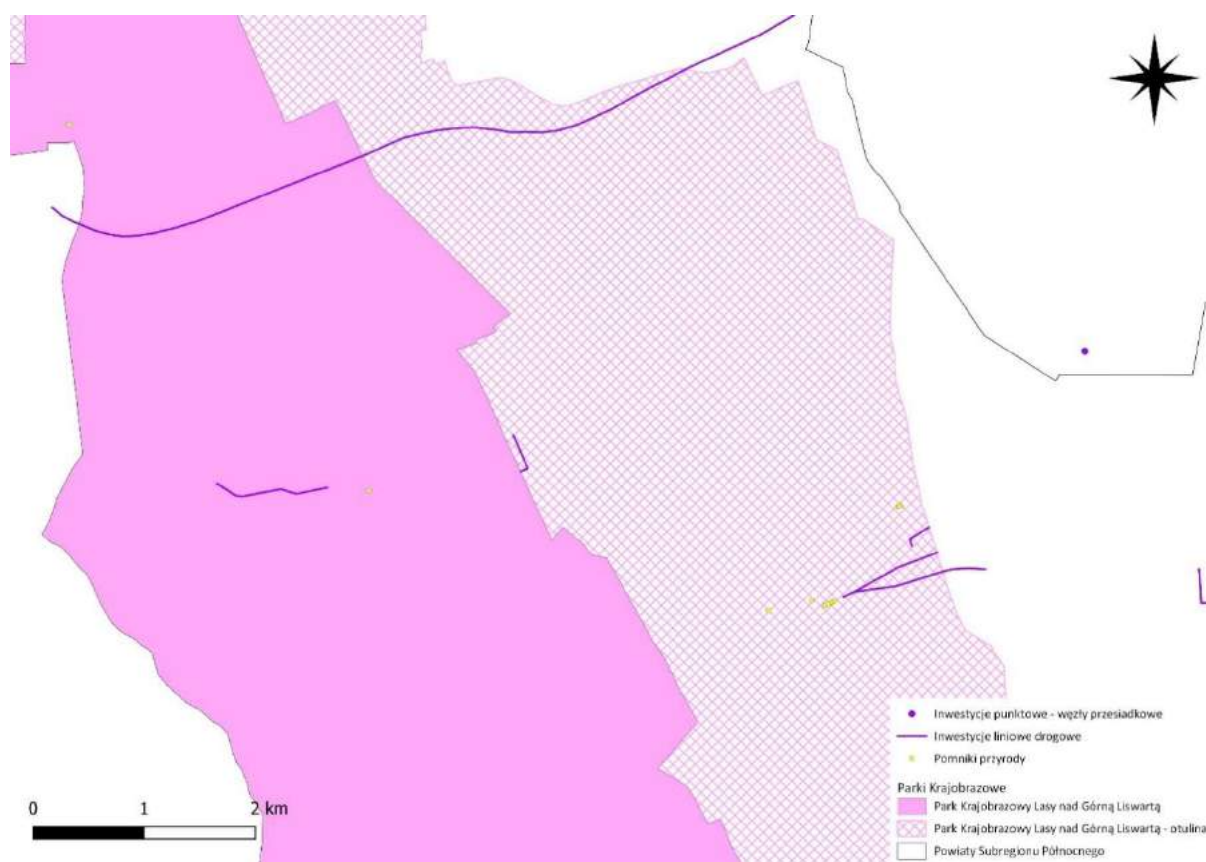 Inwestycje punktowe - węzły przesiadkowe
Inwestycje liniowe drogowe
Pomniki przyrody
Parki Krajobrazowe
Park Krajobrazowy Lasy nad Górną Liswartą
Park Krajobrazowy Lasy nad Górną Liswartą - otulina
Powiaty Subregionu Północnego
0 1 2 km